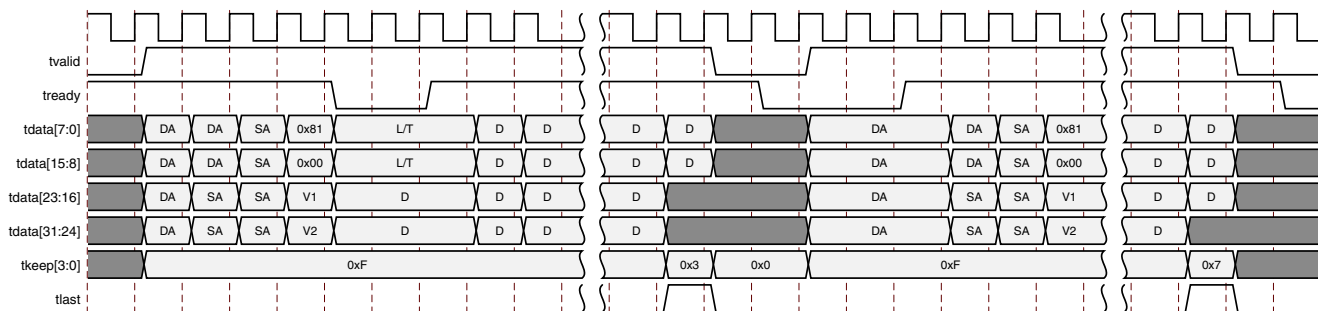 tvalid
tready
tdata[7:0] DA DA SA 0x81 L/T D D D D DA DA SA 0x81 D D
tdata[15:8] DA DA SA 0x00 L/T D D D D DA DA SA 0x00 D D
tdata[23:16] DA SA SA V1 D D D D DA SA SA V1 D D
tdata[31:24] DA SA SA V2 D D D D DA SA SA V2 D
tkeep[3:0] 0xF 0x3 0x0 0xF 0x7
tlast